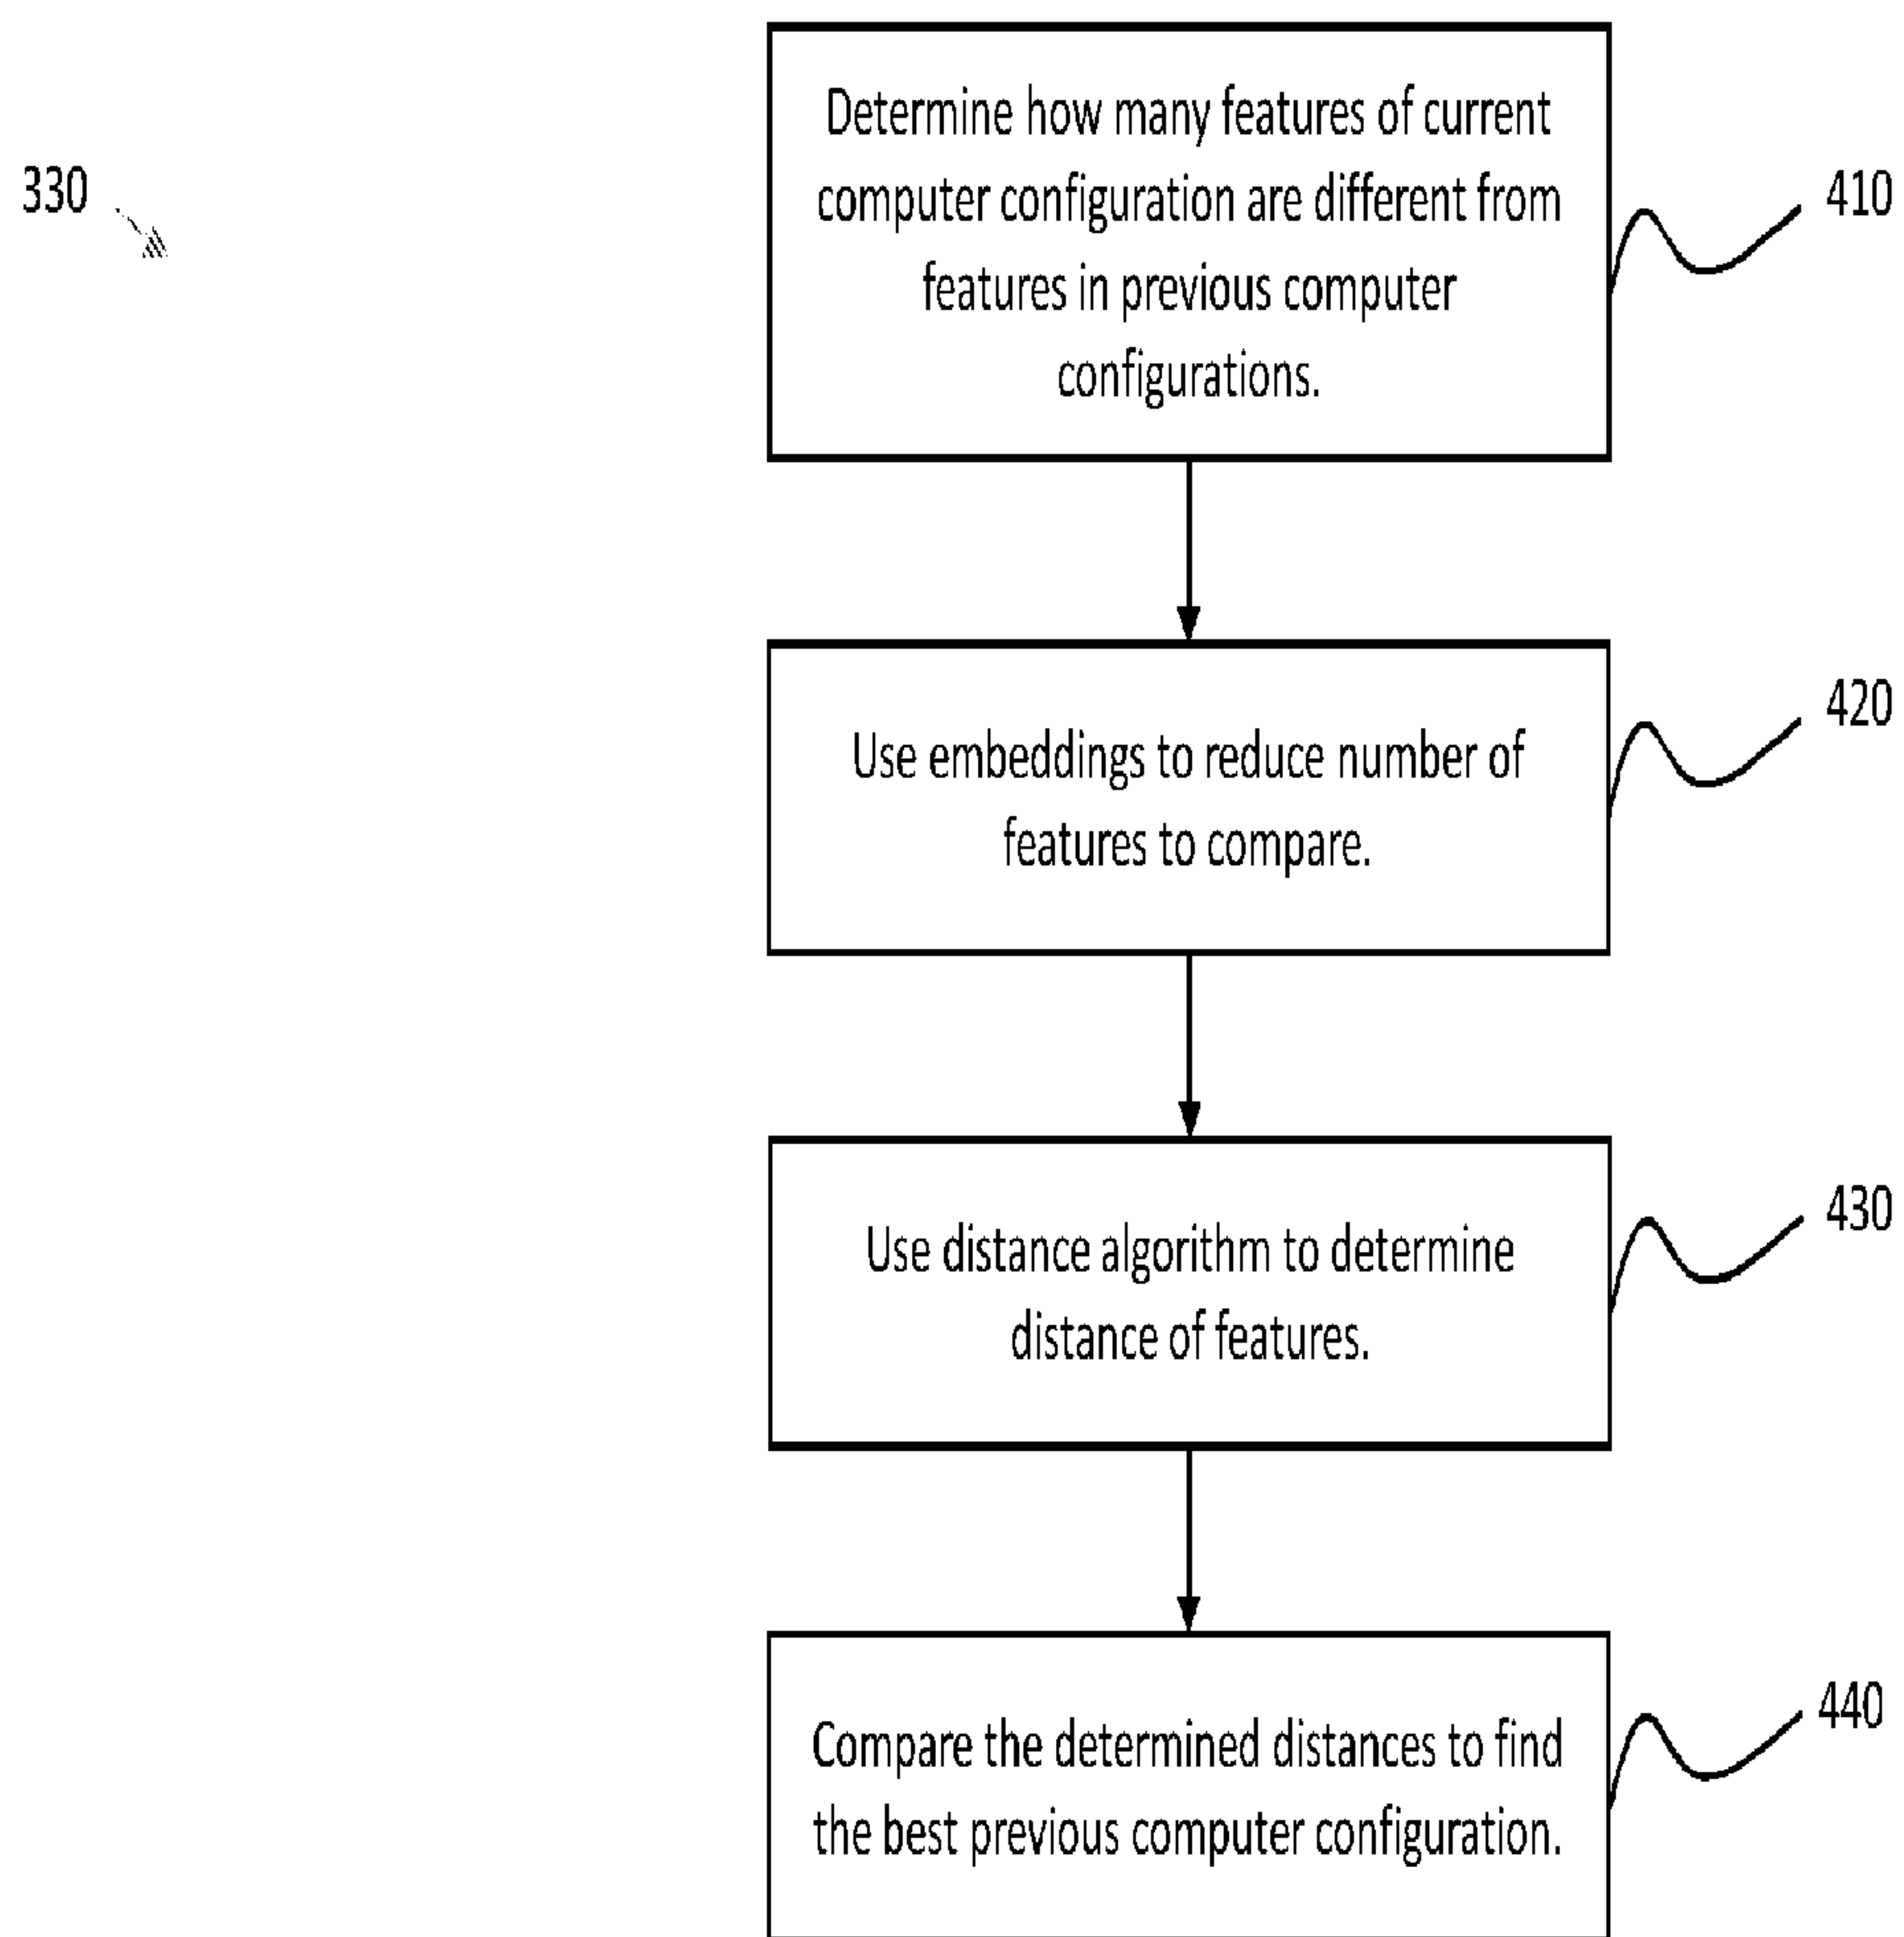 330
Determine how many features of current
computer configuration are different from
features in previous computer
configurations.
410
Use embeddings to reduce number of
features to compare.
420
Use distance algorithm to determine
distance of features.
430
Compare the determined distances to find
the best previous computer configuration.
440